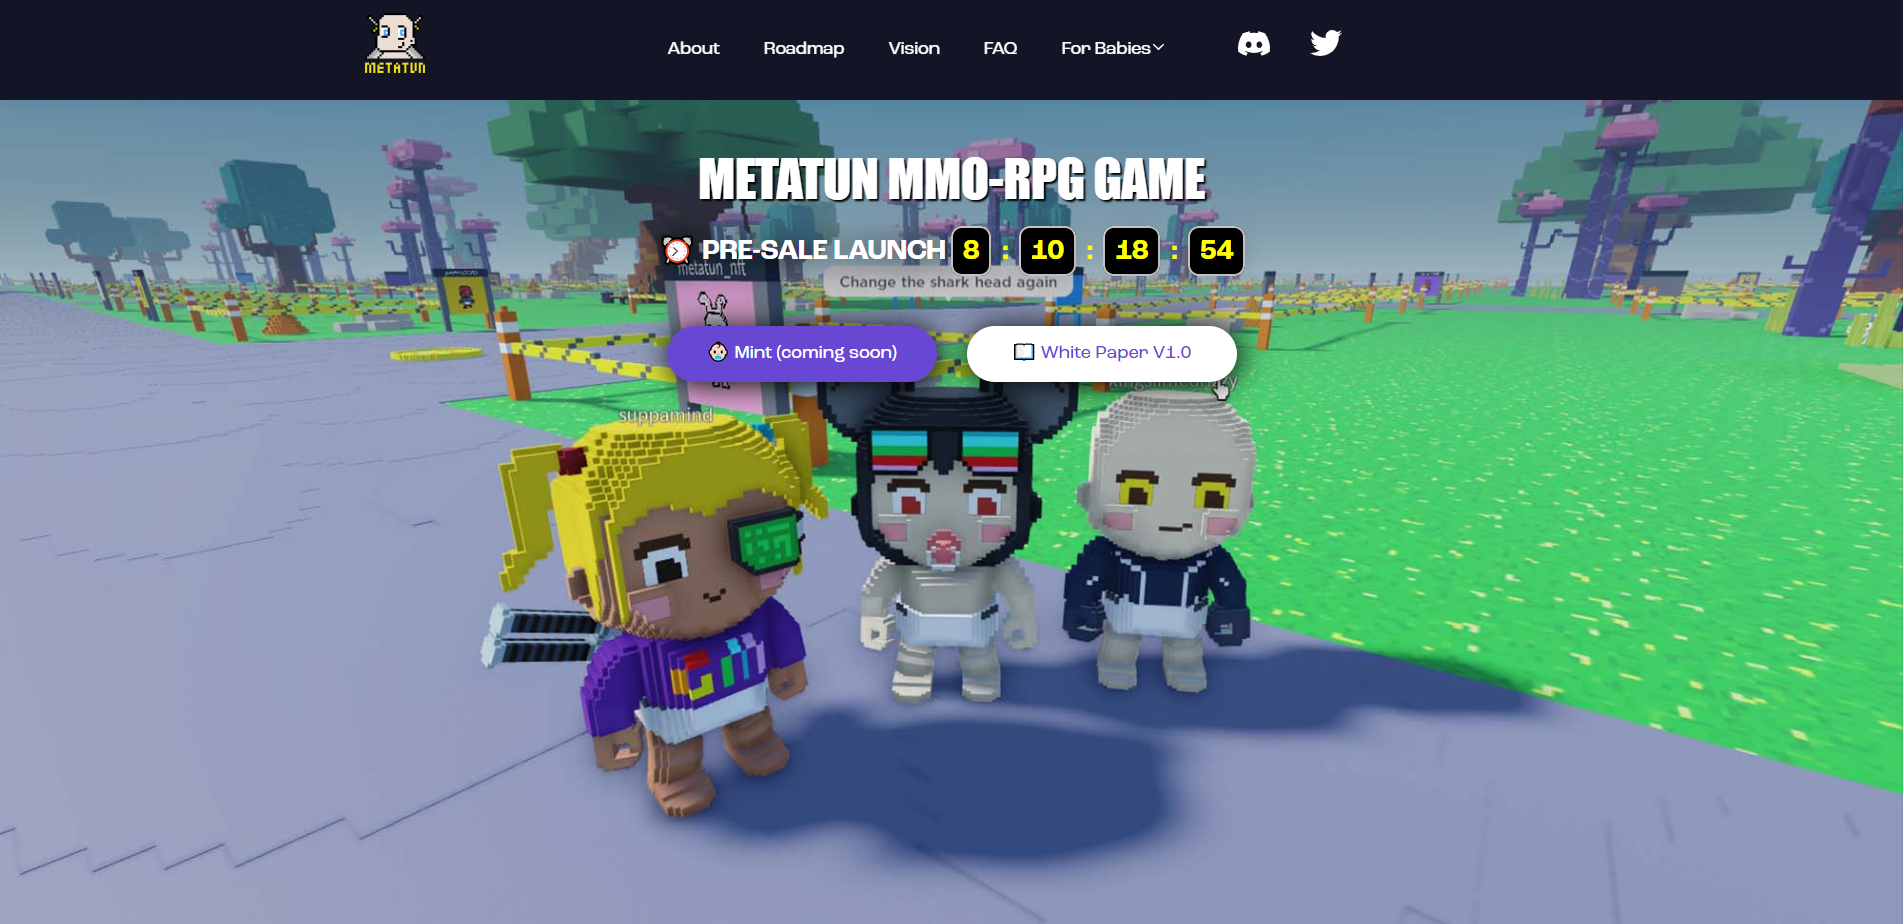 METATUN
About Roadmap Vision FAQ For Babies
METATUN MMO-RPG GAME
PRE-SALE LAUNCH 8 : 10 : 18 : 54
metatun_nft
Change the shark head again
Mint (coming soon) White Paper V1.0
suppamind